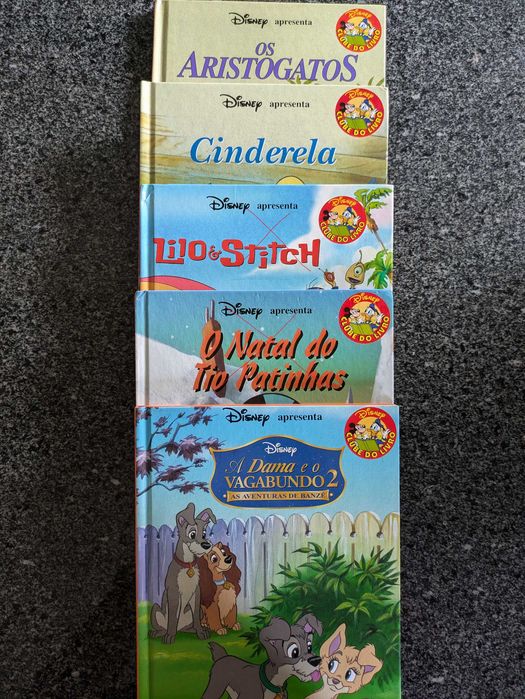 Disney apresenta
OS
ARISTOGATOS
Disney
CLUBE DO LIVRO
Disney apresenta
Cinderela
Disney
CLUBE DO LIVRO
Disney apresenta
LILO & STITCH
Disney
CLUBE DO LIVRO
Disney apresenta
O Natal do
Tio Patinhas
Disney
CLUBE DO LIVRO
Disney apresenta
Disney
CLUBE DO LIVRO
Disney
A Dama e o
VAGABUNDO 2
AS AVENTURAS DE BANZÉ